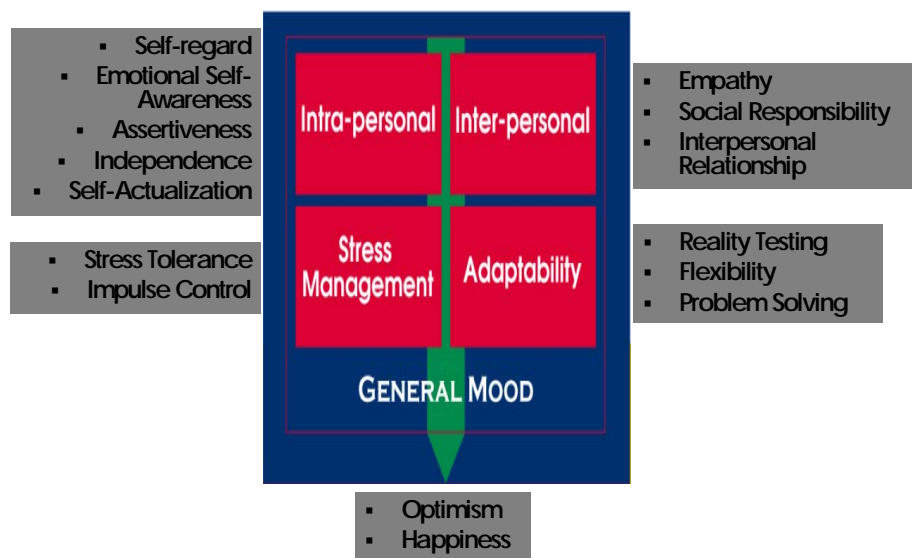 ▪ Self-regard
▪ Emotional Self-
Awareness
▪ Assertiveness
▪ Independence
▪ Self-Actualization
Intra-personal
Inter-personal
▪ Empathy
▪ Social Responsibility
▪ Interpersonal
Relationship
▪ Stress Tolerance
▪ Impulse Control
Stress
Management
Adaptability
▪ Reality Testing
▪ Flexibility
▪ Problem Solving
GENERAL MOOD
▪ Optimism
▪ Happiness